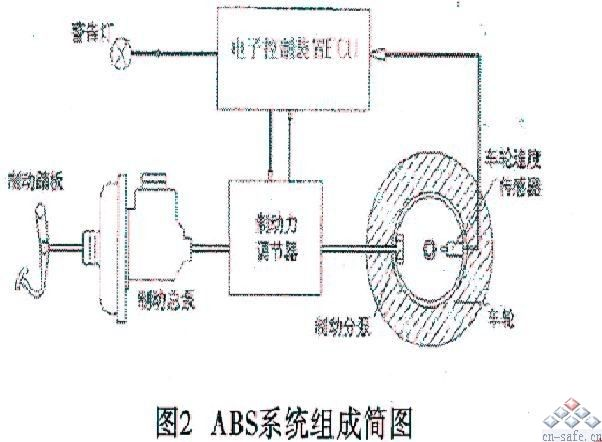 警告灯
电子控制装置ECU
制动踏板
制动力
调节器
车轮速度
传感器
制动总泵
制动分泵
车轮
图2 ABS系统组成简图
cn-safe.cn